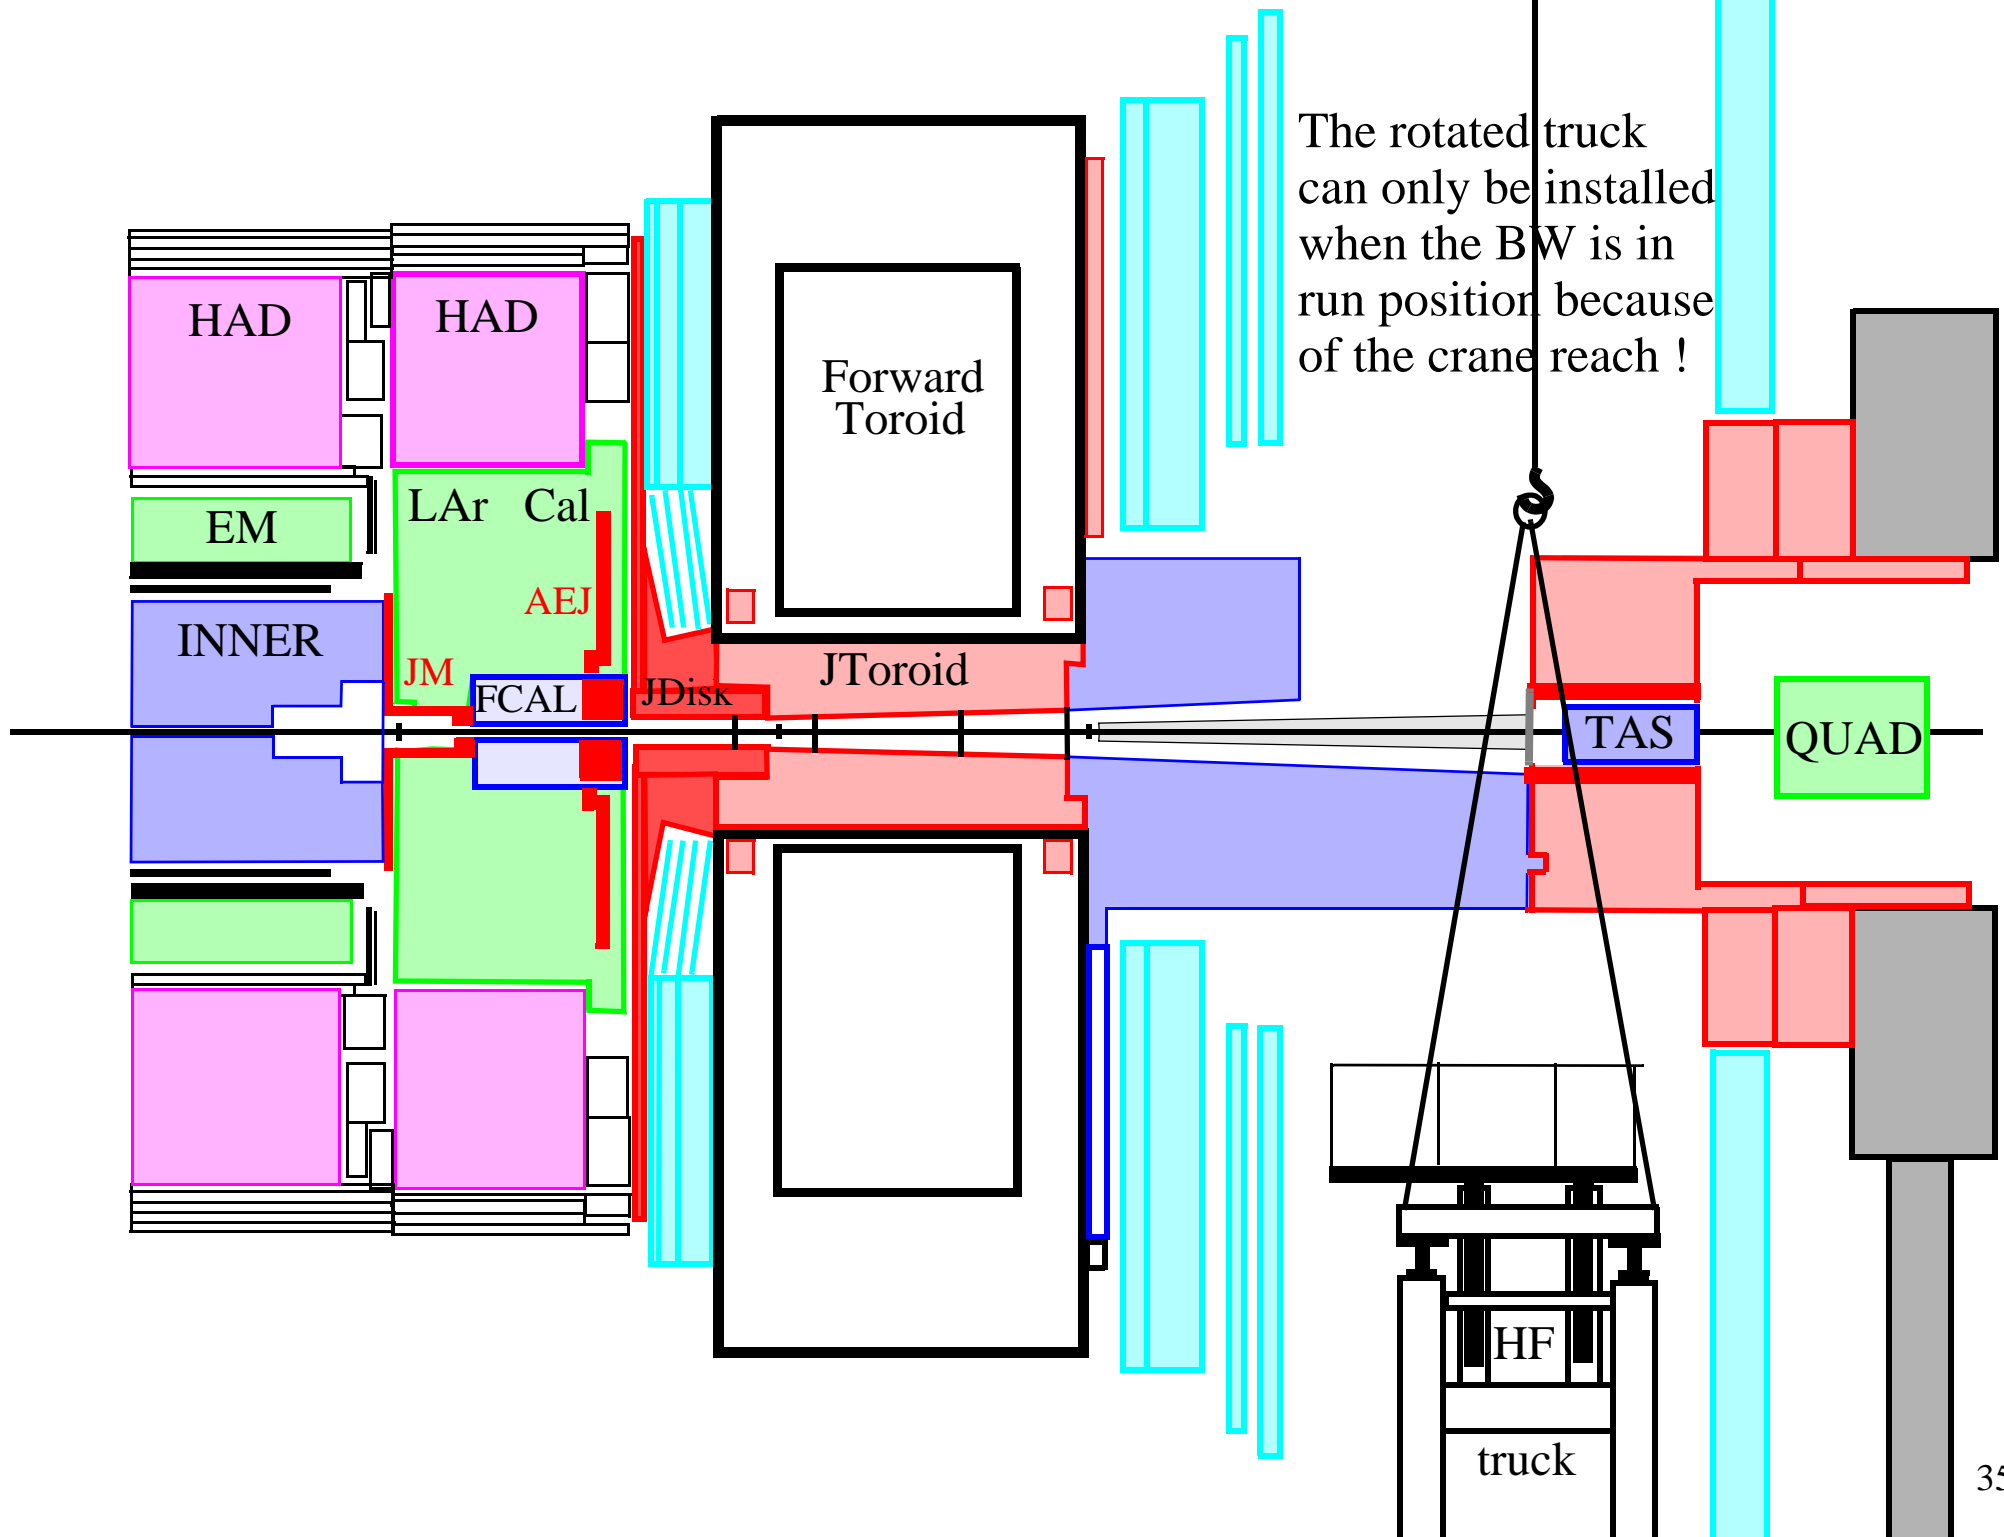 The rotated truck
can only be installed
when the BW is in
run position because
of the crane reach !
HAD
HAD
Forward
Toroid
LAr Cal
EM
AEJ
INNER
JM
FCAL
JDisk
JToroid
TAS
QUAD
HF
truck
35